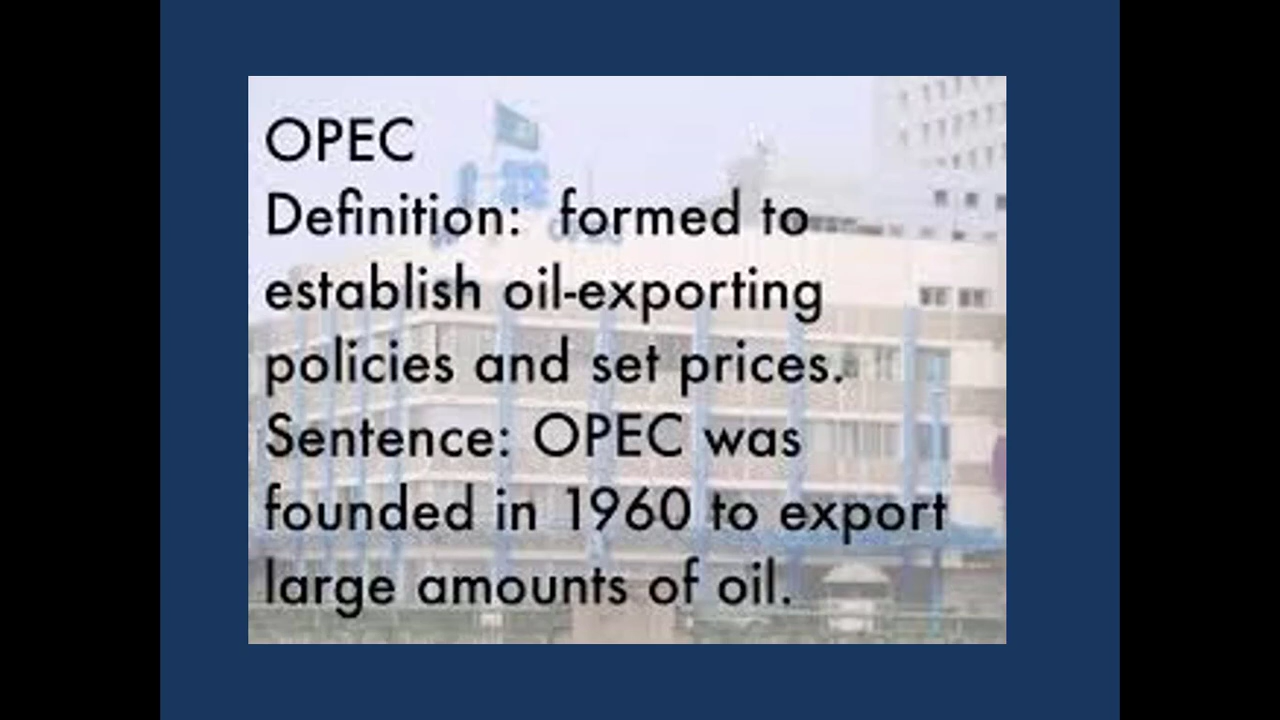 OPEC
Definition:  formed to
establish oil-exporting
policies and set prices.
Sentence: OPEC was
founded in 1960 to export
large amounts of oil.